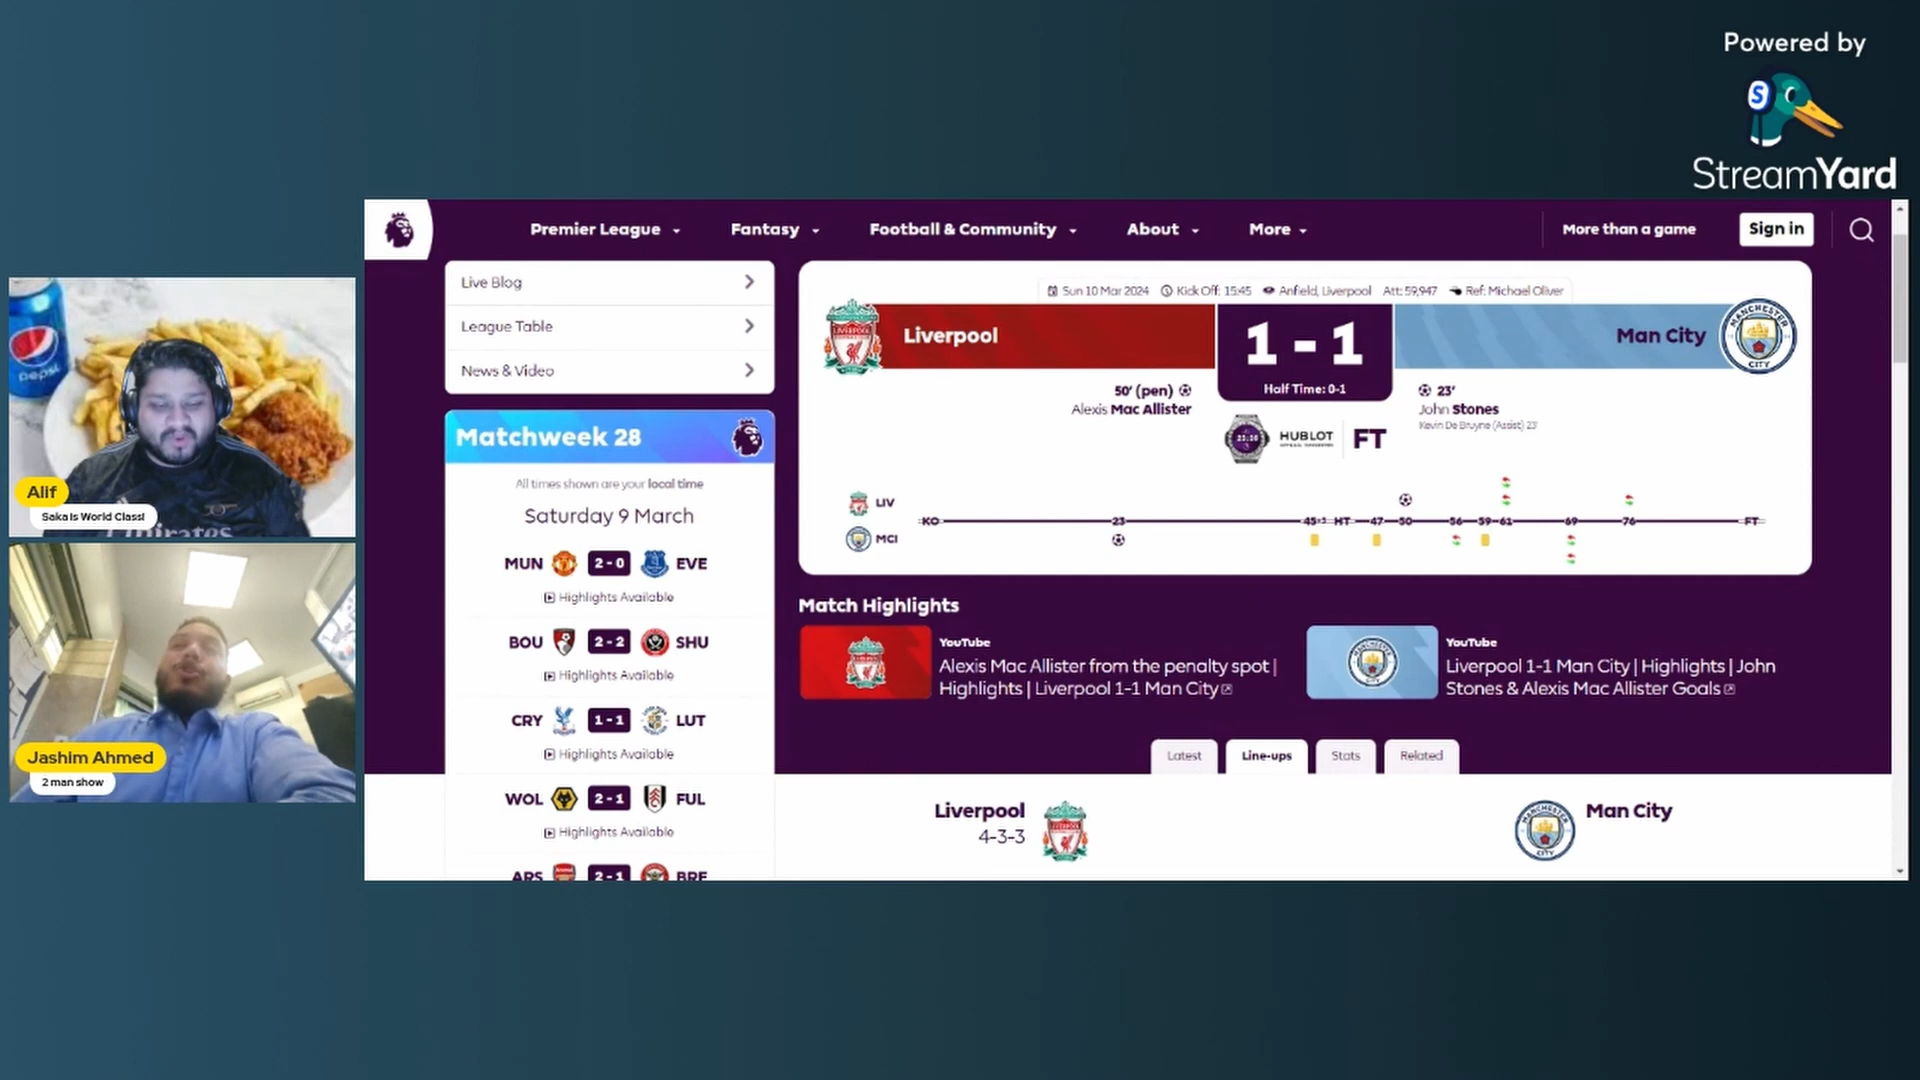 Powered by
StreamYard
Premier League
Fantasy
Football & Community
About
More
More than a game
Sign in
Live Blog
League Table
News & Video
Matchweek 28
All times shown are your local time
Saturday 9 March
MUN 2 - 0 EVE
Highlights Available
BOU 2 - 2 SHU
Highlights Available
CRY 1 - 1 LUT
Highlights Available
WOL 2 - 1 FUL
Highlights Available
ARS 2 - 1 BRE
Sun 10 Mar 2024 Kick Off: 15:45 Anfield, Liverpool Att: 59,947 Ref: Michael Oliver
Liverpool 1 - 1 Man City
Half Time: 0-1
50' (pen)
Alexis Mac Allister
23'
John Stones
Kevin De Bruyne (Assist) 23'
HUBLOT FT
LIV
KO 23 45+1 HT 47 50 56 59 61 69 76 FT
MCI
Match Highlights
YouTube
Alexis Mac Allister from the penalty spot |
Highlights | Liverpool 1-1 Man City
YouTube
Liverpool 1-1 Man City | Highlights | John
Stones & Alexis Mac Allister Goals
Latest
Line-ups
Stats
Related
Liverpool
4-3-3
Man City
pepsi
Alif
Saka is World Class!
Emirates
Jashim Ahmed
2 man show